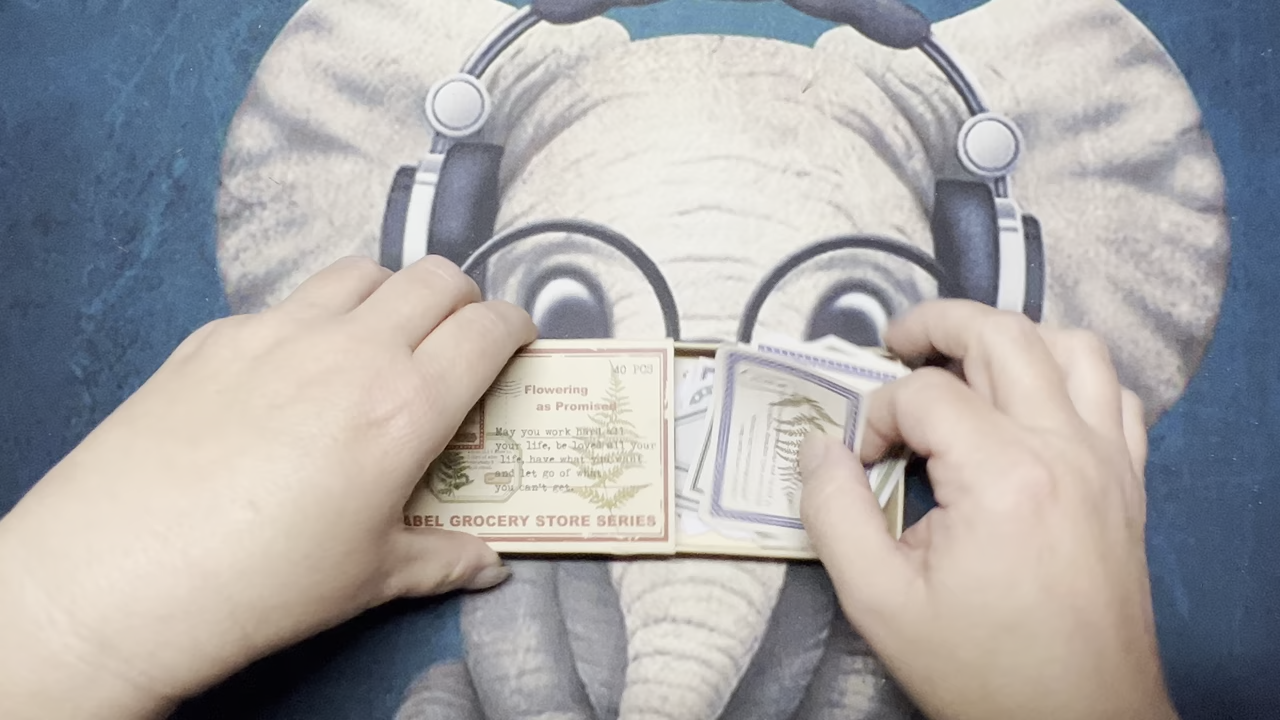 40 PCS
Flowering
as Promised
May you work hard all
your life, be loved all your
life, have what you want
and let go of what
you can't get.
ABEL GROCERY STORE SERIES